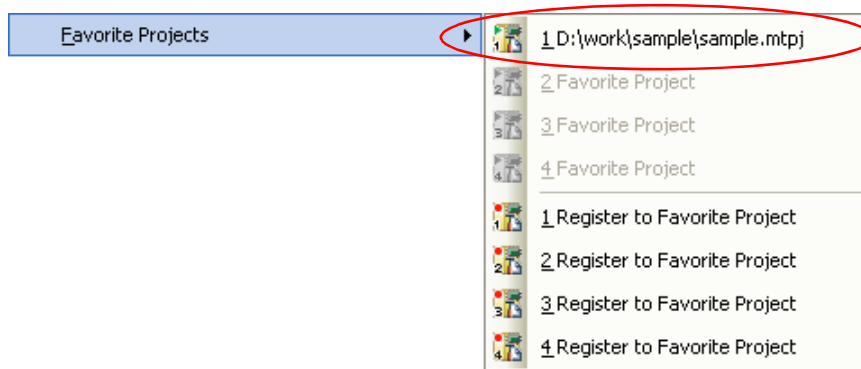 Favorite Projects
1 D:\work\sample\sample.mtpj
2 Favorite Project
3 Favorite Project
4 Favorite Project
1 Register to Favorite Project
2 Register to Favorite Project
3 Register to Favorite Project
4 Register to Favorite Project